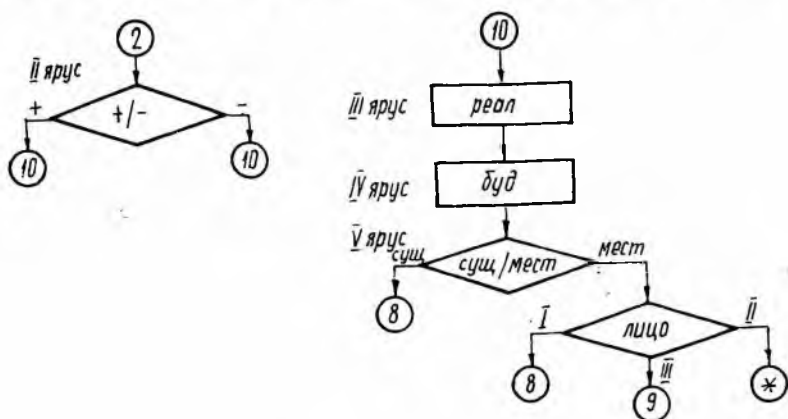 2
II ярус
+
+/-
-
10
10
10
III ярус
реал
IV ярус
буд
V ярус
сущ
сущ/мест
мест
8
I
лицо
II
8
III
9
*